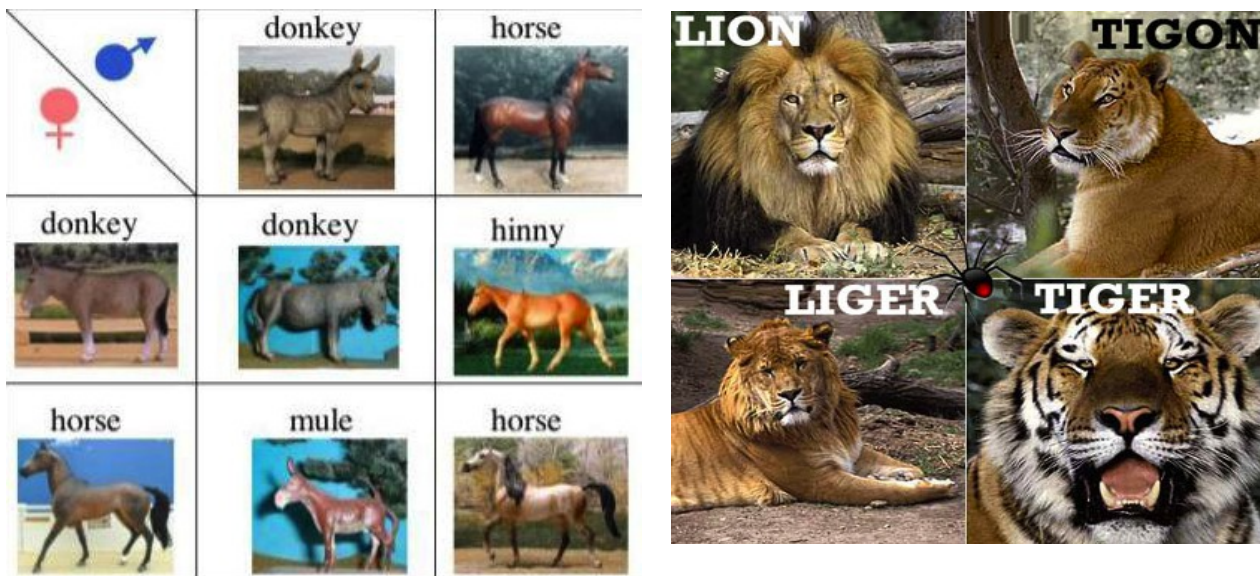 donkey
horse
donkey
donkey
hinny
horse
mule
horse
LION
TIGON
LIGER
TIGER